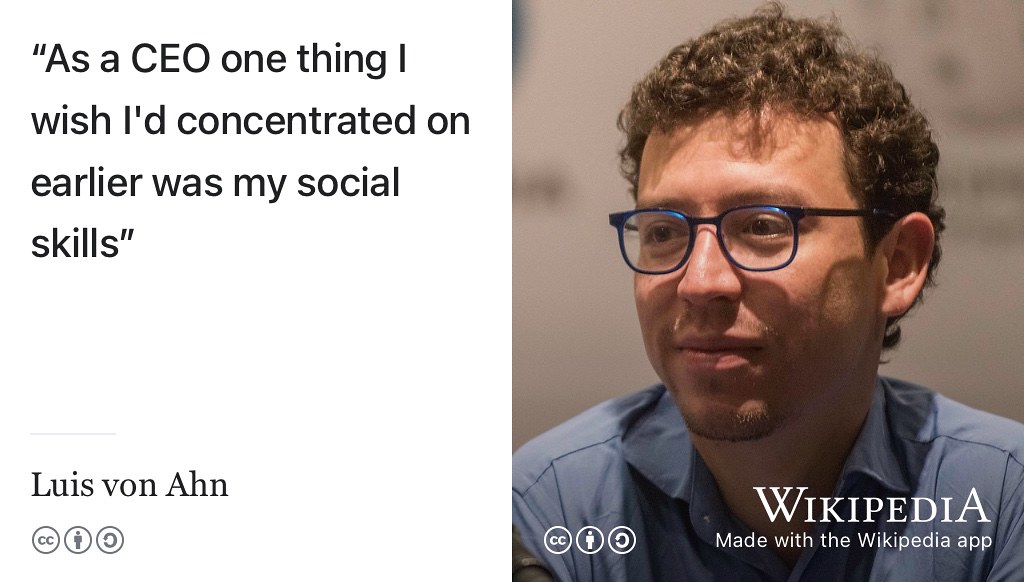 “As a CEO one thing I
wish I'd concentrated on
earlier was my social
skills”
Luis von Ahn
WIKIPEDIA
Made with the Wikipedia app